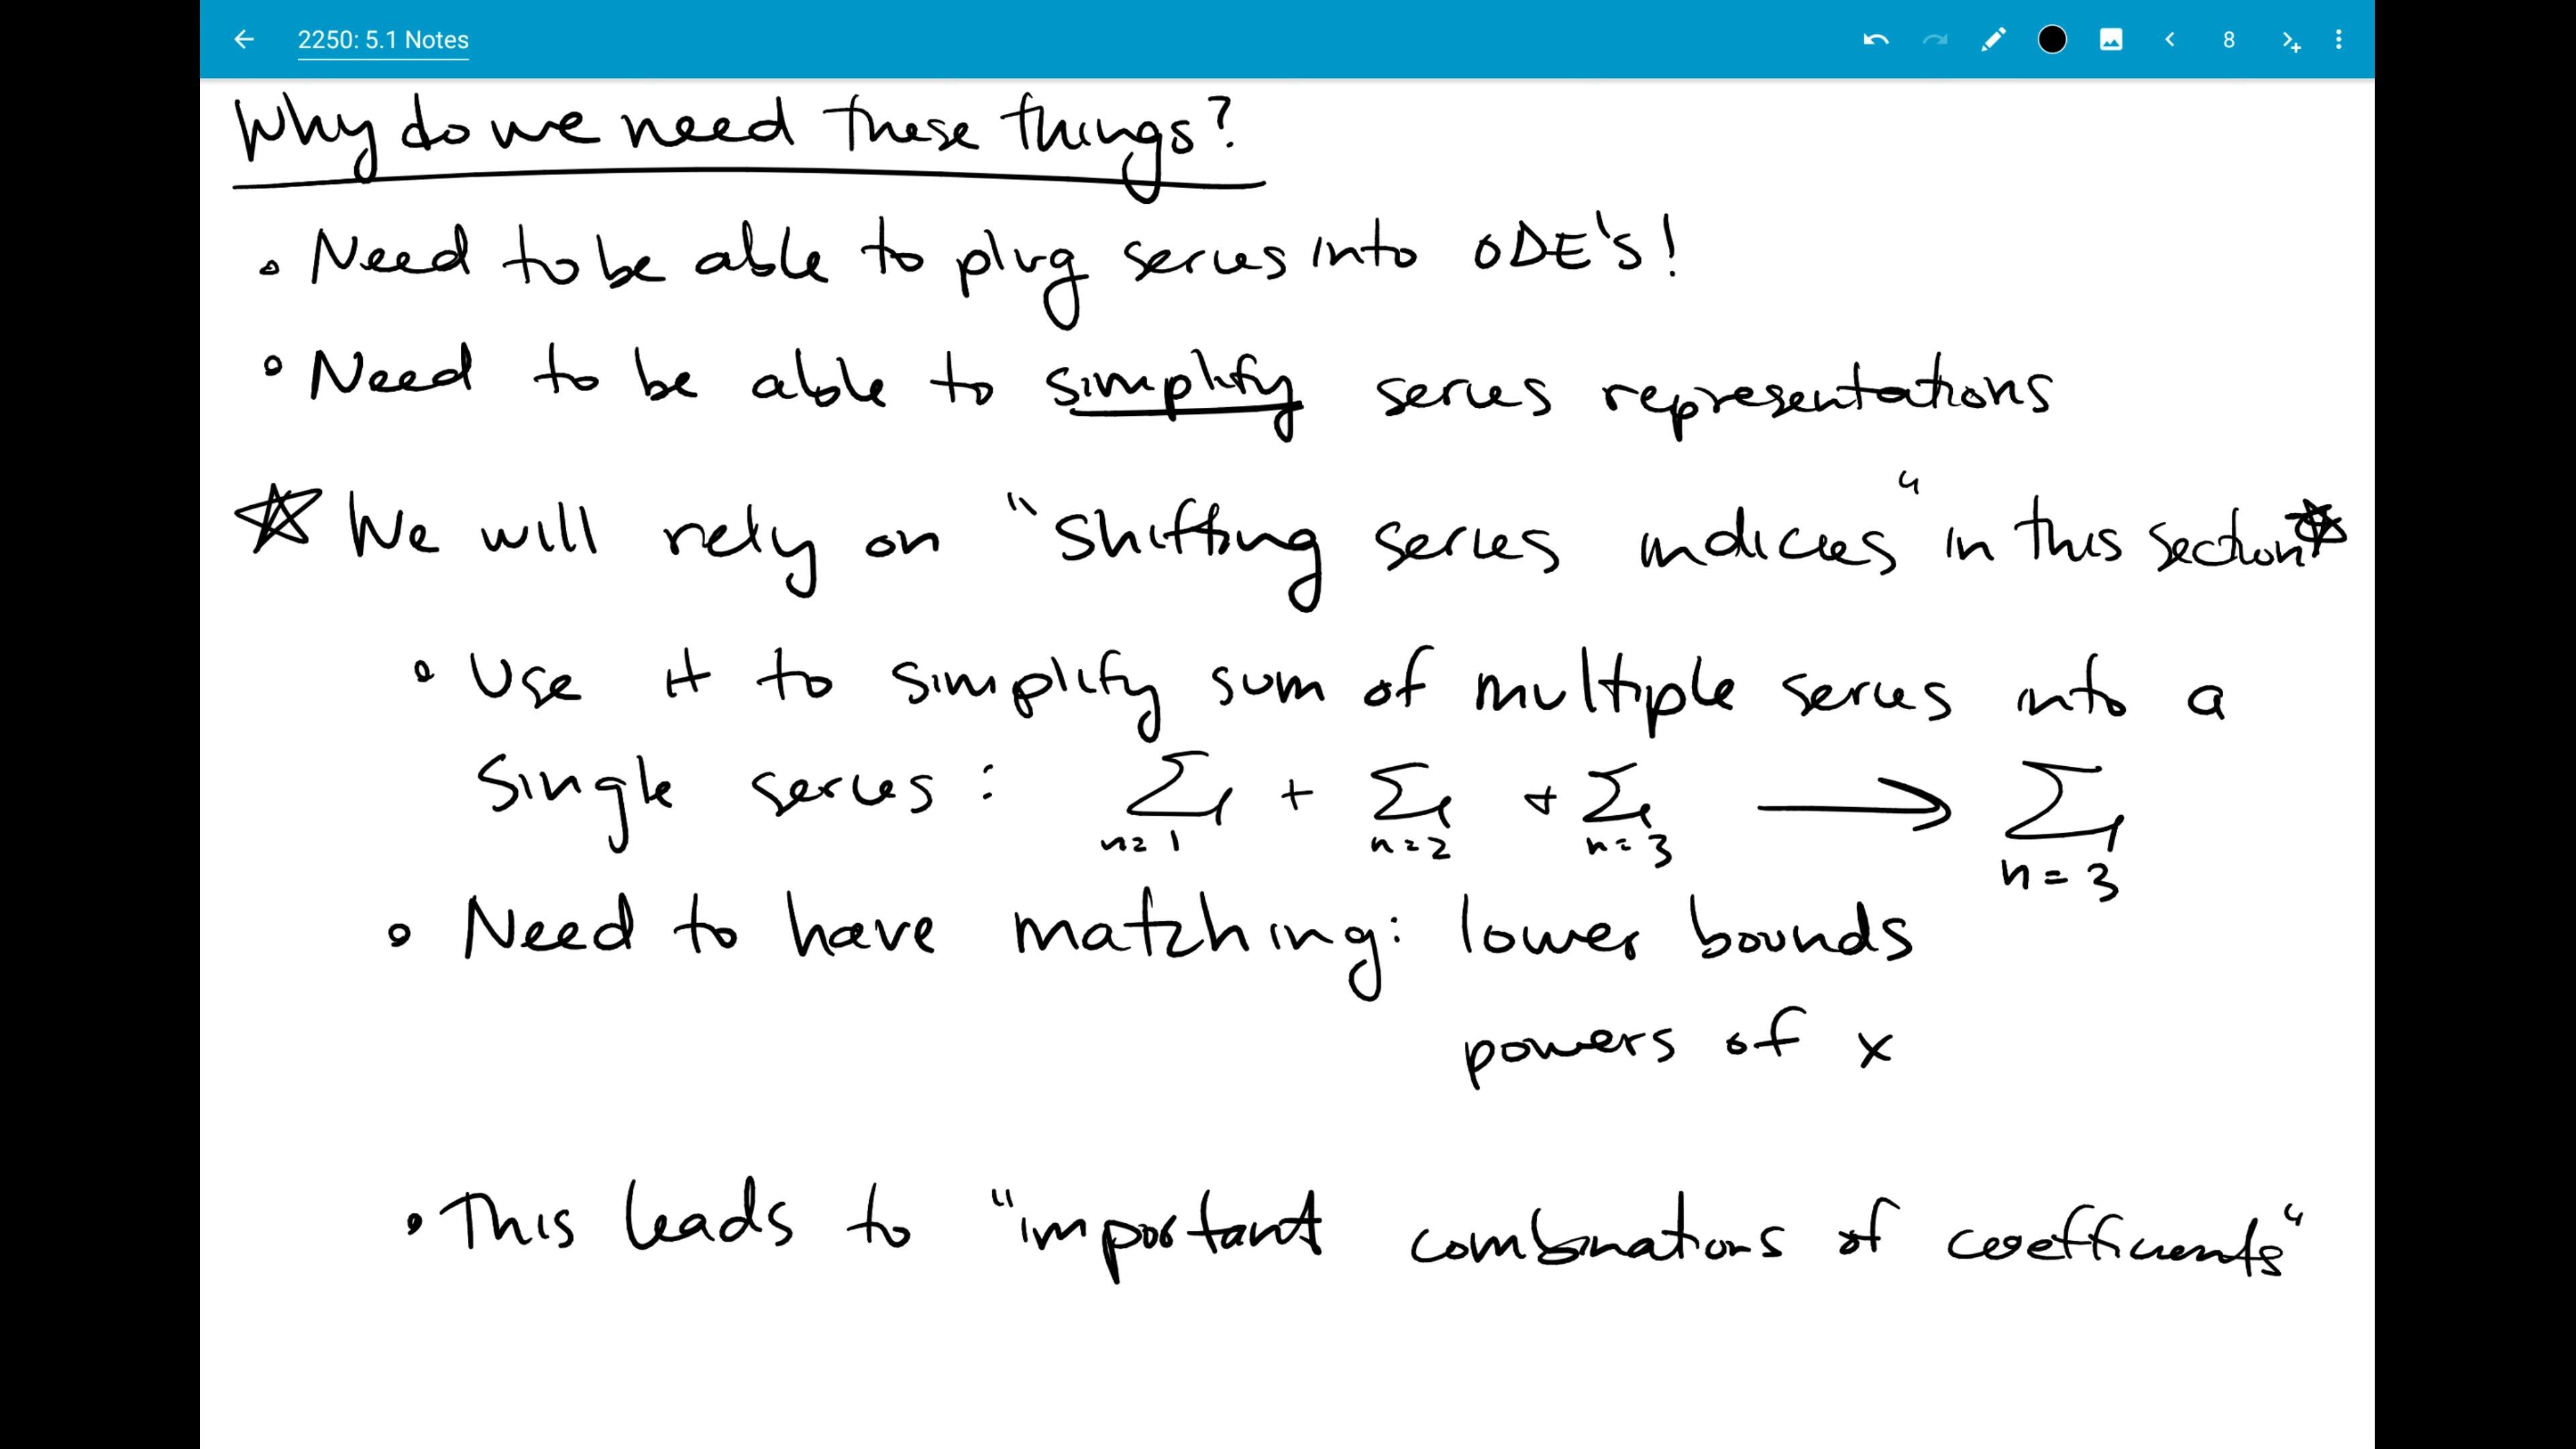 2250: 5.1 Notes
8
Why do we need these things?
• Need to be able to plug series into ODE's!
• Need to be able to simplify series representations
☆ We will rely on "Shifting series indices" in this section ☆
• Use it to simplify sum of multiple series into a
Single series: Σ + Σ + Σ ⟶ Σ
n=1 n=2 n=3 n=3
• Need to have matching: lower bounds
powers of x
• This leads to "important combinations of coefficients"